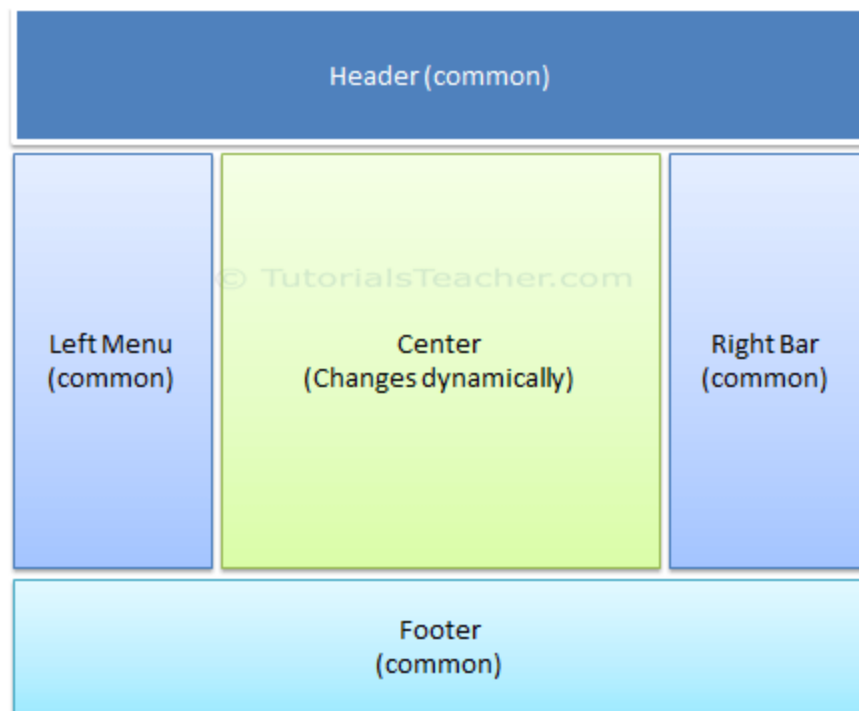 Header (common)
© TutorialsTeacher.com
Left Menu
(common)
Center
(Changes dynamically)
Right Bar
(common)
Footer
(common)